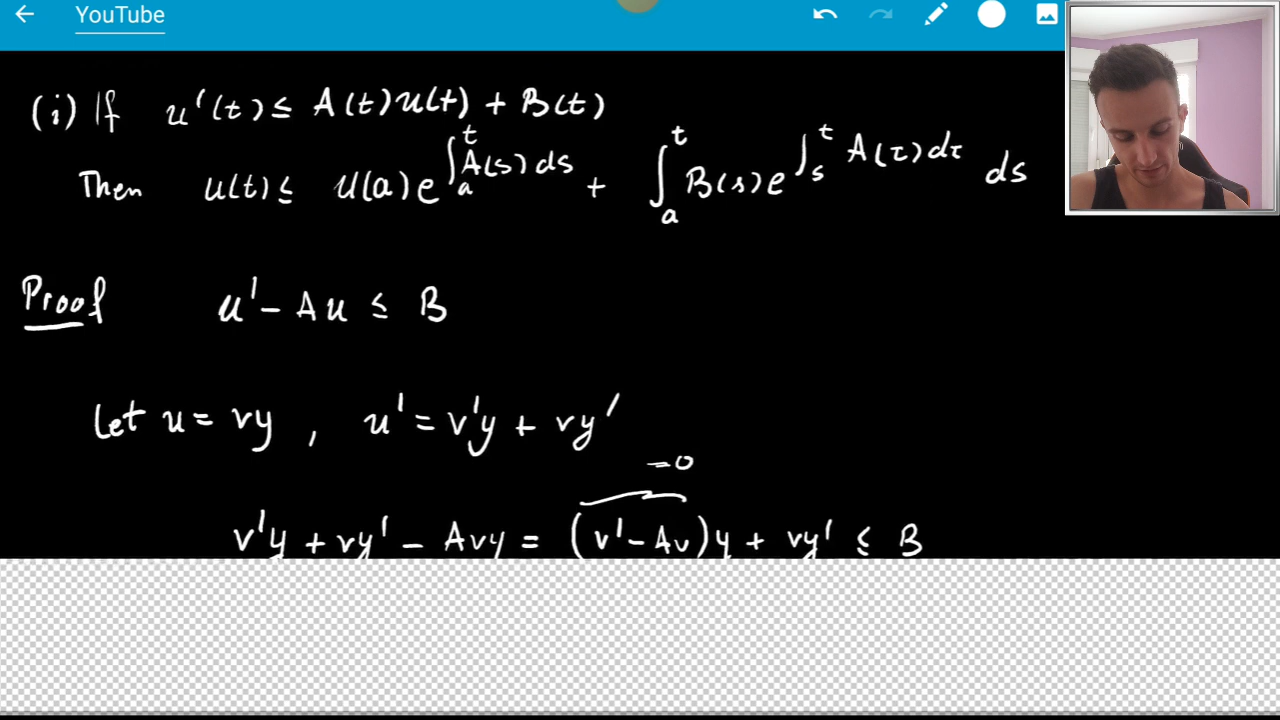 YouTube
(i) If u'(t) ≤ A(t)u(t) + B(t)
Then u(t) ≤ u(a)e^{∫_a^t A(s)ds} + ∫_a^t B(s)e^{∫_s^t A(τ)dτ} ds
Proof u' - Au ≤ B
Let u = vy , u' = v'y + vy'
=0
v'y + vy' - Avy = (v' - Av)y + vy' ≤ B